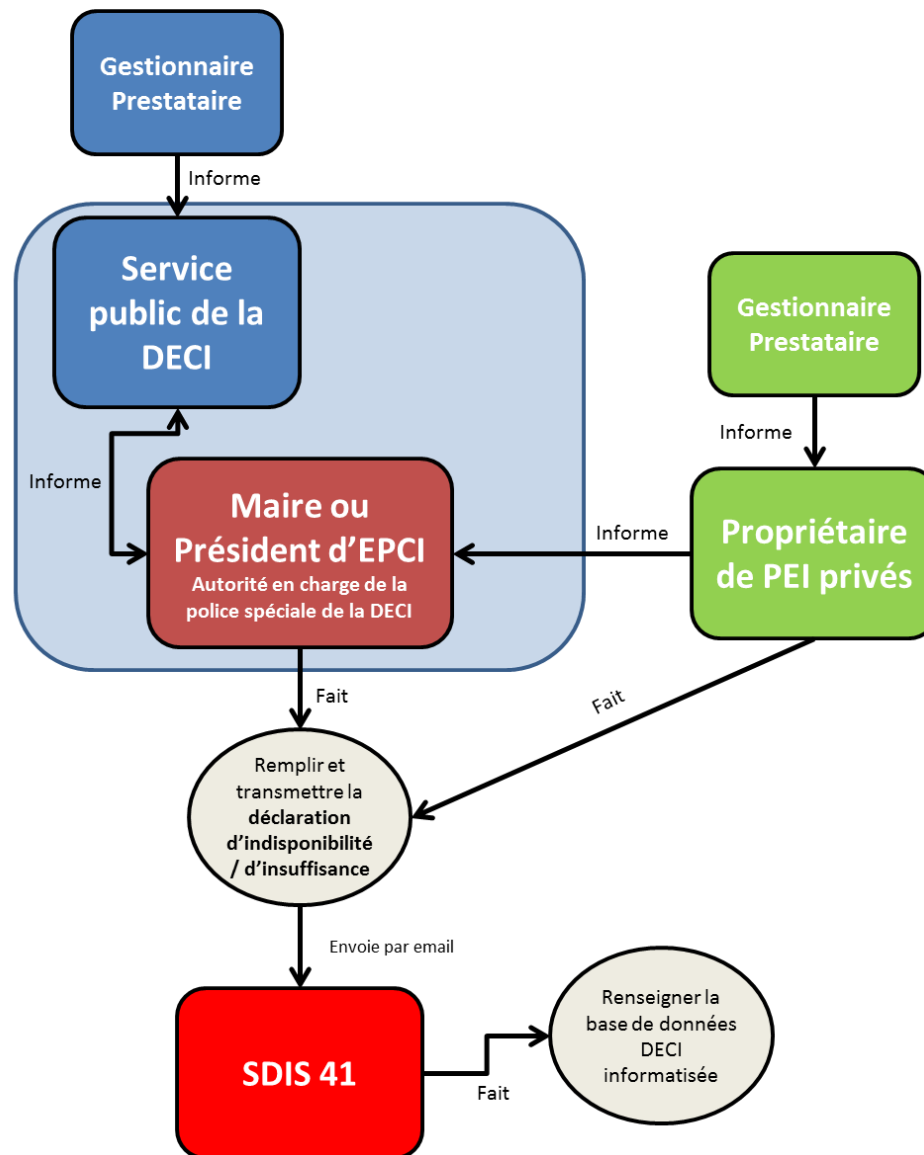 Gestionnaire
Prestataire
Informe
Service
public de la
DECI
Gestionnaire
Prestataire
Informe
Informe
Maire ou
Président d’EPCI
Autorité en charge de la
police spéciale de la DECI
Informe
Propriétaire
de PEI privés
Fait
Fait
Remplir et
transmettre la
déclaration
d’indisponibilité
/ d’insuffisance
Envoie par email
SDIS 41
Fait
Renseigner la
base de données
DECI
informatisée